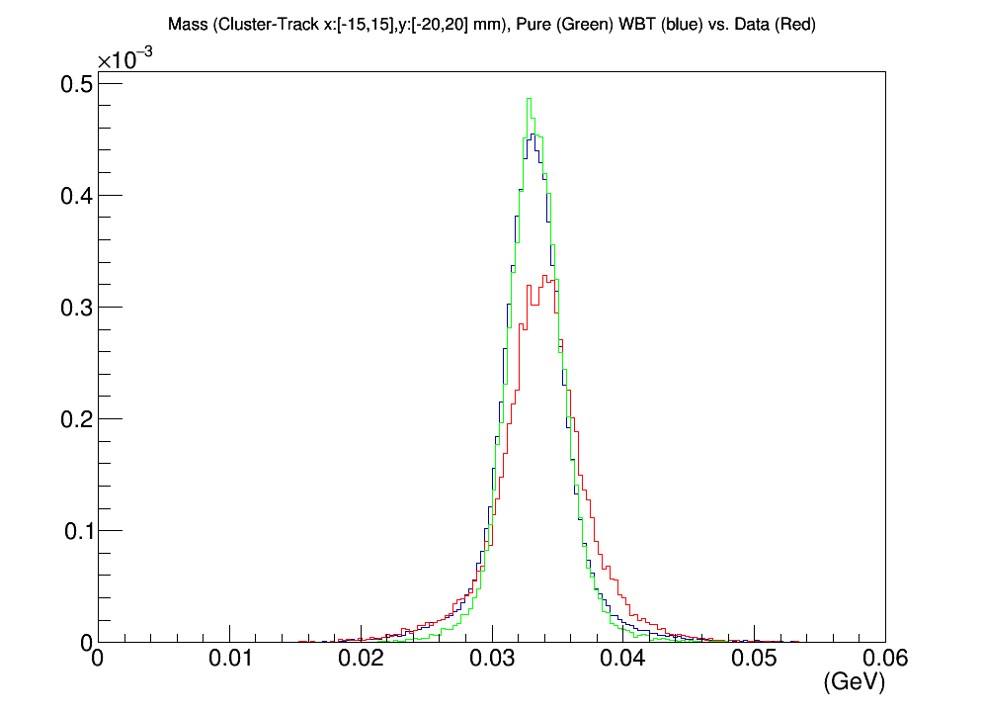 Mass (Cluster-Track x:[-15,15],y:[-20,20] mm), Pure (Green) WBT (blue) vs. Data (Red)
×10⁻³
0.5
0.4
0.3
0.2
0.1
0
0 0.01 0.02 0.03 0.04 0.05 0.06
(GeV)